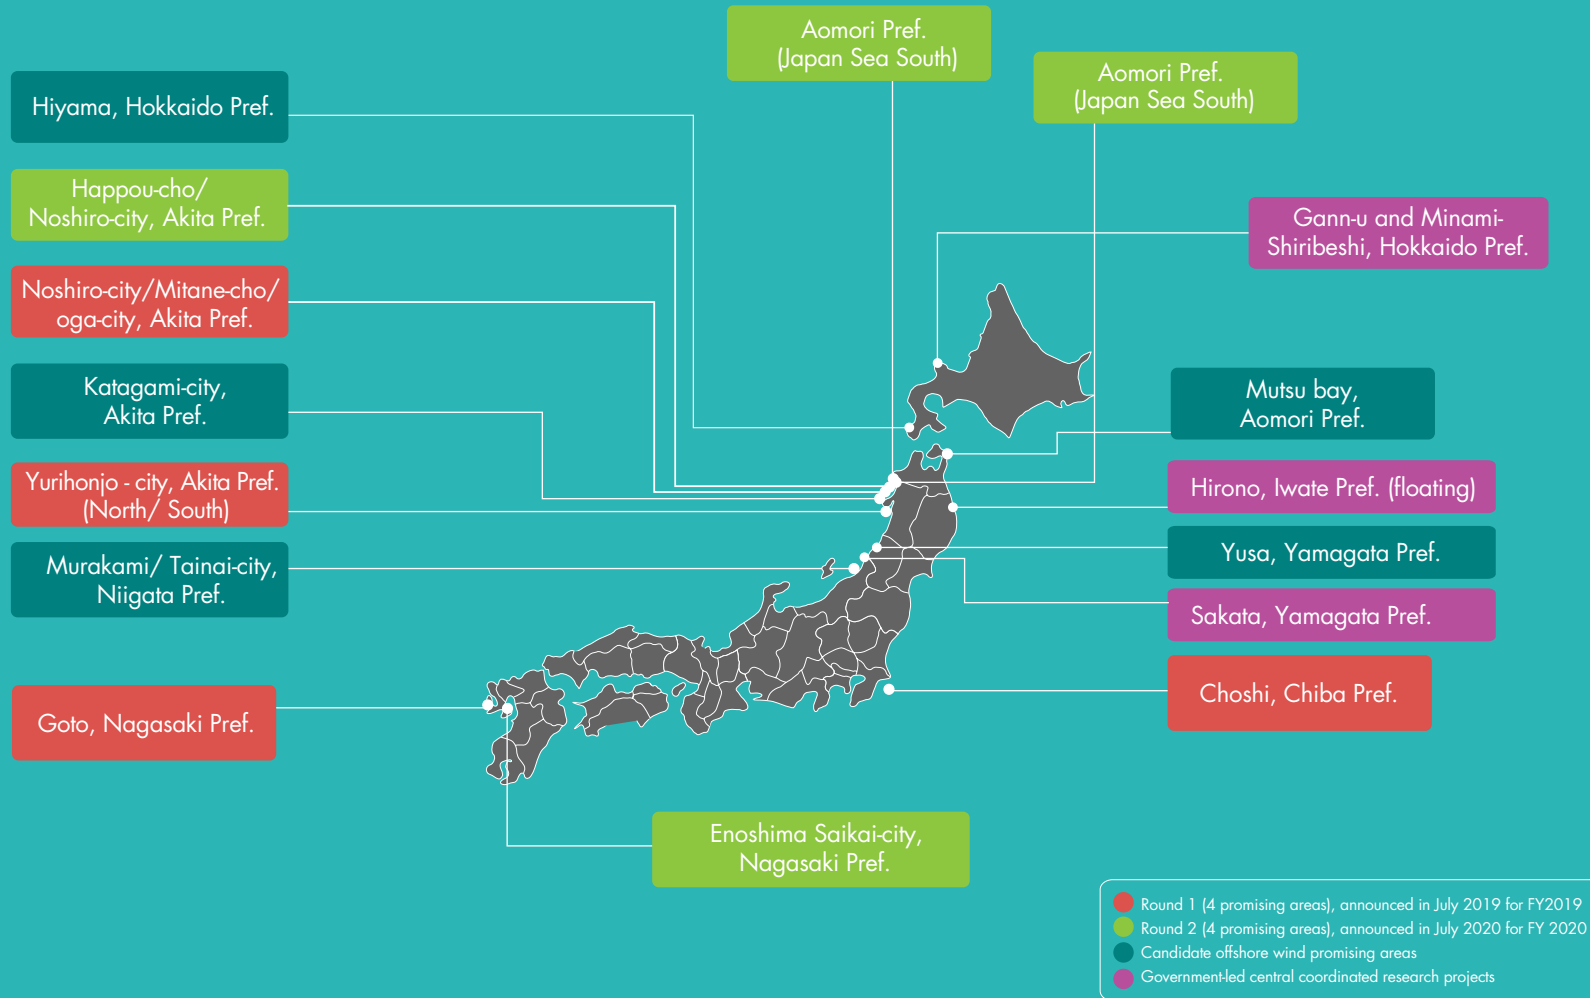 Aomori Pref.
(Japan Sea South)
Aomori Pref.
(Japan Sea South)
Hiyama, Hokkaido Pref.
Happou-cho/
Noshiro-city, Akita Pref.
Noshiro-city/Mitane-cho/
oga-city, Akita Pref.
Katagami-city,
Akita Pref.
Yurihonjo - city, Akita Pref.
(North/ South)
Murakami/ Tainai-city,
Niigata Pref.
Goto, Nagasaki Pref.
Gann-u and Minami-
Shiribeshi, Hokkaido Pref.
Mutsu bay,
Aomori Pref.
Hirono, Iwate Pref. (floating)
Yusa, Yamagata Pref.
Sakata, Yamagata Pref.
Choshi, Chiba Pref.
Enoshima Saikai-city,
Nagasaki Pref.
Round 1 (4 promising areas), announced in July 2019 for FY2019
Round 2 (4 promising areas), announced in July 2020 for FY 2020
Candidate offshore wind promising areas
Government-led central coordinated research projects